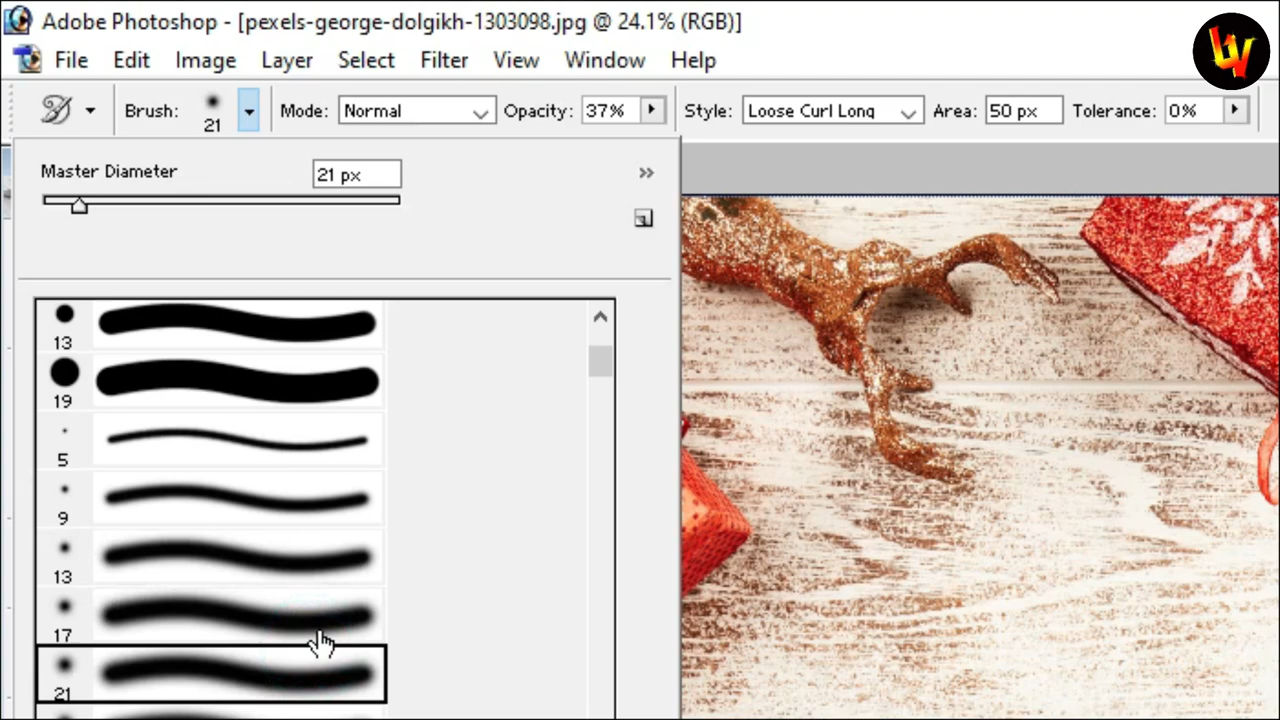 Adobe Photoshop - [pexels-george-dolgikh-1303098.jpg @ 24.1% (RGB)]
File Edit Image Layer Select Filter View Window Help
Brush: 21 Mode: Normal Opacity: 37% Style: Loose Curl Long Area: 50 px Tolerance: 0%
Master Diameter 21 px
13
19
5
9
13
17
21